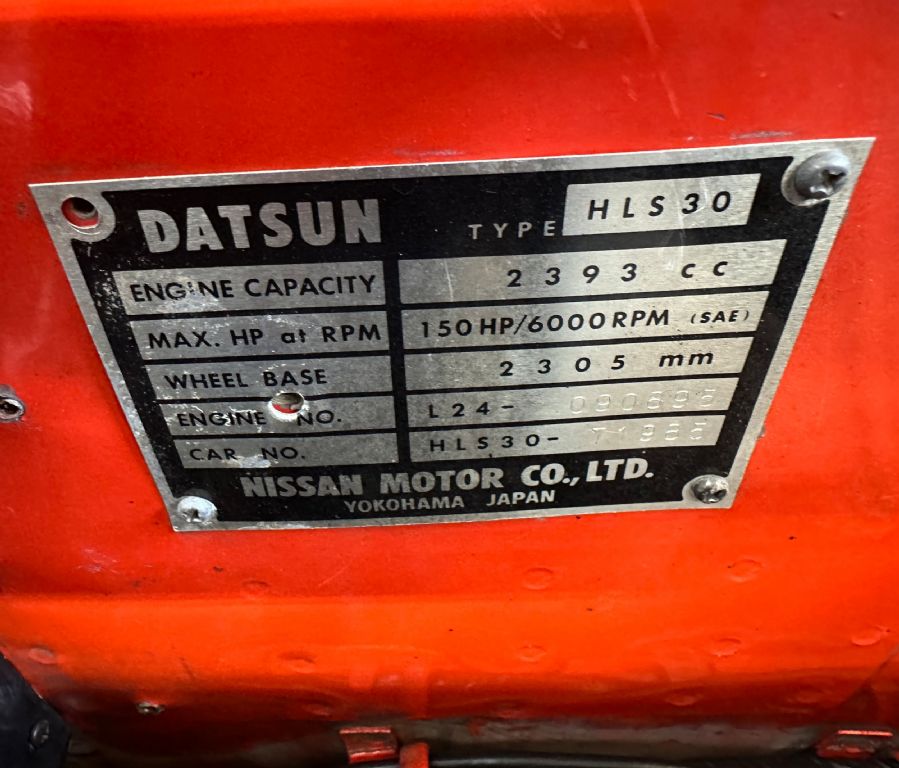 DATSUN TYPE HLS30
ENGINE CAPACITY 2393 cc
MAX. HP at RPM 150HP/6000RPM (SAE)
WHEEL BASE 2305 mm
ENGINE NO. L24-
CAR NO. HLS30-
NISSAN MOTOR CO., LTD.
YOKOHAMA JAPAN